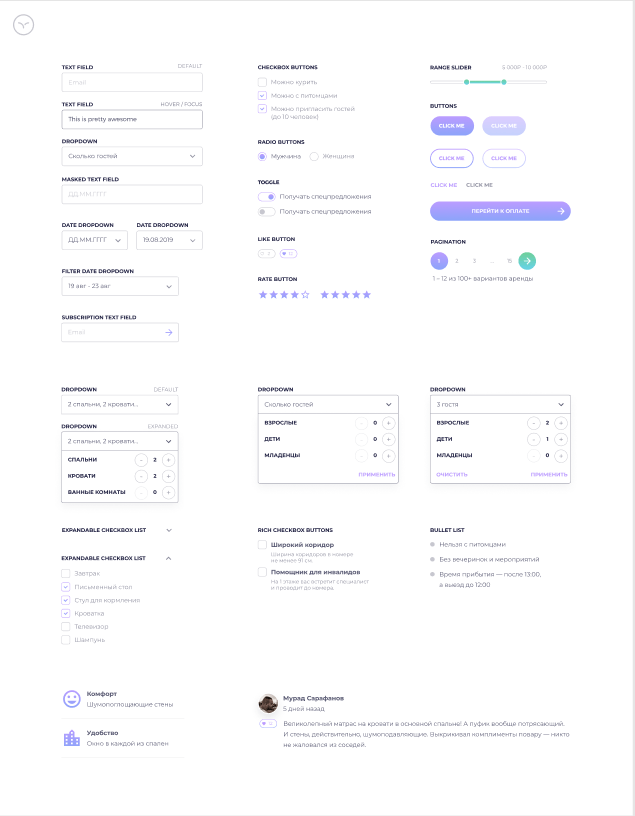 TEXT FIELD
DEFAULT
Email
TEXT FIELD
HOVER / FOCUS
This is pretty awesome
DROPDOWN
Сколько гостей
MASKED TEXT FIELD
ДД.ММ.ГГГГ
DATE DROPDOWN
DATE DROPDOWN
ДД.ММ.ГГГГ
19.08.2019
FILTER DATE DROPDOWN
19 авг - 23 авг
SUBSCRIPTION TEXT FIELD
Email
CHECKBOX BUTTONS
Можно курить
Можно с питомцами
Можно пригласить гостей
(до 10 человек)
RADIO BUTTONS
Мужчина
Женщина
TOGGLE
Получать спецпредложения
Получать спецпредложения
LIKE BUTTON
RATE BUTTON
RANGE SLIDER
5 000₽ - 10 000₽
BUTTONS
CLICK ME
CLICK ME
CLICK ME
CLICK ME
CLICK ME
CLICK ME
ПЕРЕЙТИ К ОПЛАТЕ
PAGINATION
1
2
3
...
15
1 – 12 из 100+ вариантов аренды
DROPDOWN
DEFAULT
2 спальни, 2 кровати...
DROPDOWN
EXPANDED
2 спальни, 2 кровати...
СПАЛЬНИ
-
2
+
КРОВАТИ
-
2
+
ВАННЫЕ КОМНАТЫ
-
0
+
DROPDOWN
Сколько гостей
ВЗРОСЛЫЕ
-
0
+
ДЕТИ
-
0
+
МЛАДЕНЦЫ
-
0
+
ПРИМЕНИТЬ
DROPDOWN
3 гостя
ВЗРОСЛЫЕ
-
2
+
ДЕТИ
-
1
+
МЛАДЕНЦЫ
-
0
+
ОЧИСТИТЬ
ПРИМЕНИТЬ
EXPANDABLE CHECKBOX LIST
EXPANDABLE CHECKBOX LIST
Завтрак
Письменный стол
Стул для кормления
Кроватка
Телевизор
Шампунь
RICH CHECKBOX BUTTONS
Широкий коридор
Ширина коридоров в номере
не менее 91 см.
Помощник для инвалидов
На 1 этаже вас встретит специалист
и проводит до номера.
BULLET LIST
Нельзя с питомцами
Без вечеринок и мероприятий
Время прибытия — после 13:00,
а выезд до 12:00
Комфорт
Шумопоглощающие стены
Удобство
Окно в каждой из спален
Мурад Сарафанов
5 дней назад
Великолепный матрас на кровати в основной спальне! А пуфик вообще потрясающий.
И стены, действительно, шумоподавляющие. Выкрикивал комплименты повару — никто
не жаловался из соседей.